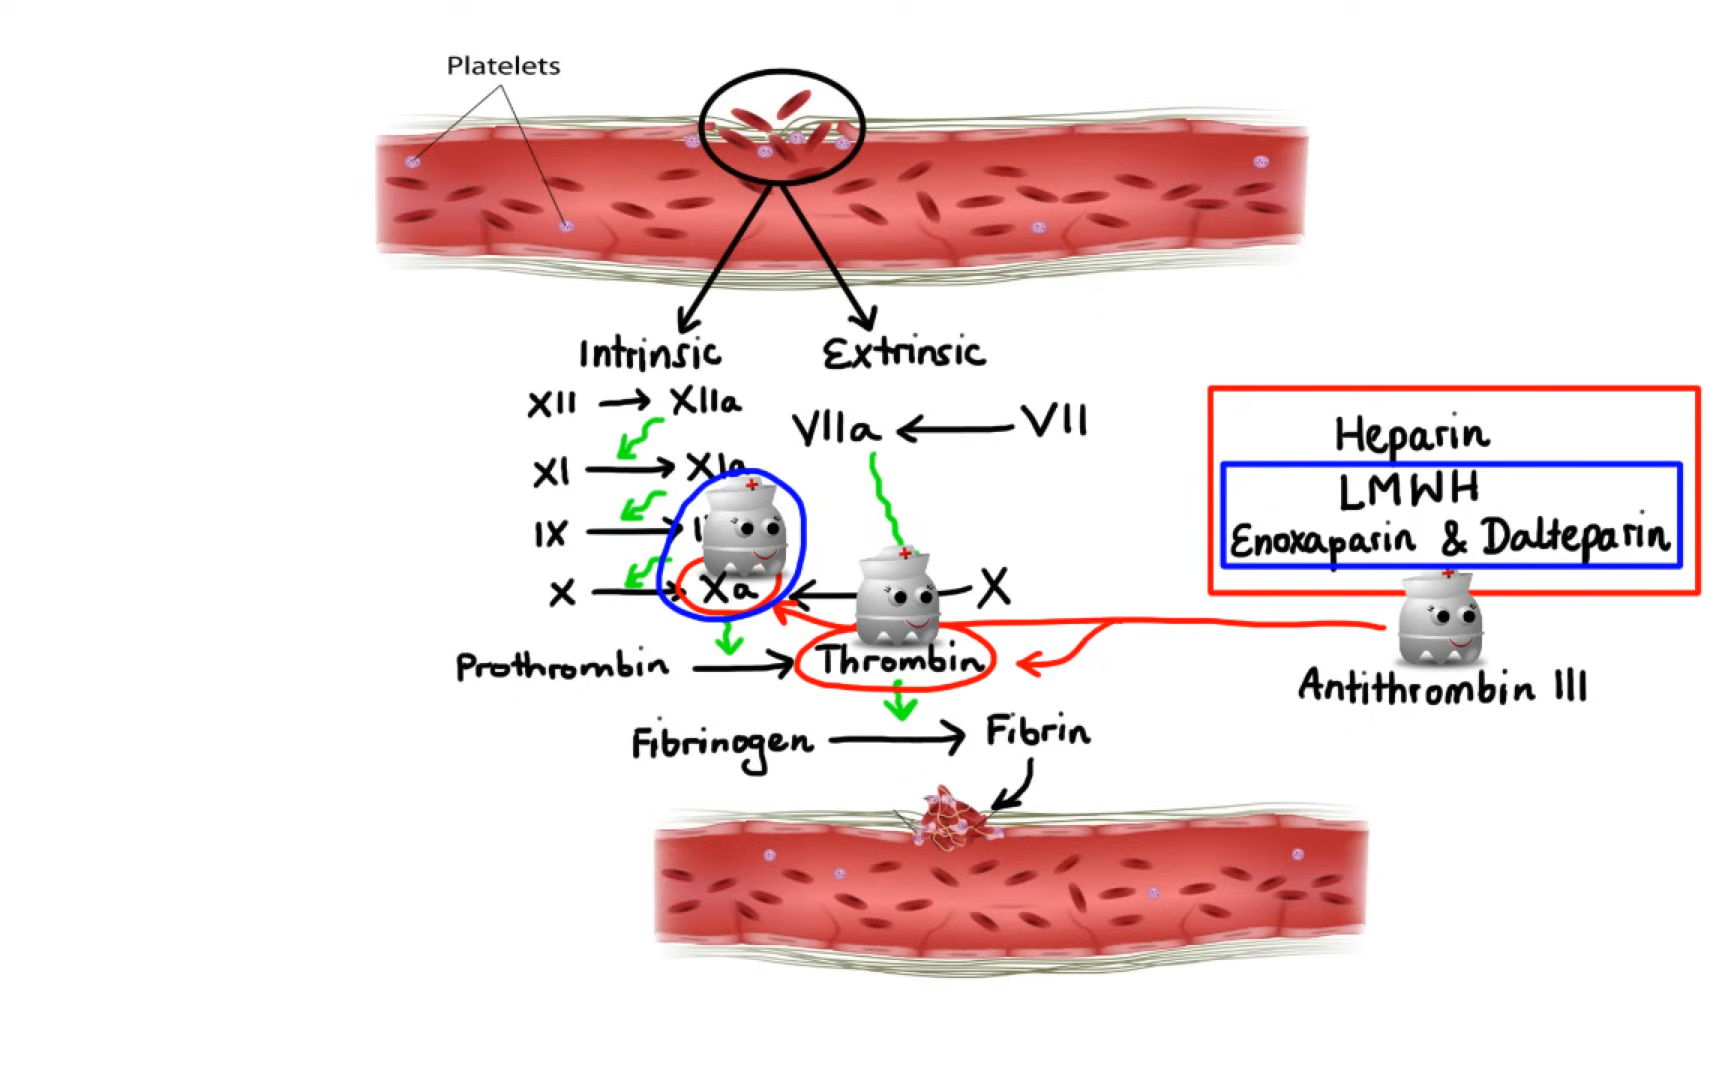 Platelets
Intrinsic
Extrinsic
XII
XIIa
VIIa
VII
XI
XIa
IX
X
Xa
X
Prothrombin
Thrombin
Fibrinogen
Fibrin
Heparin
LMWH
Enoxaparin & Dalteparin
Antithrombin III